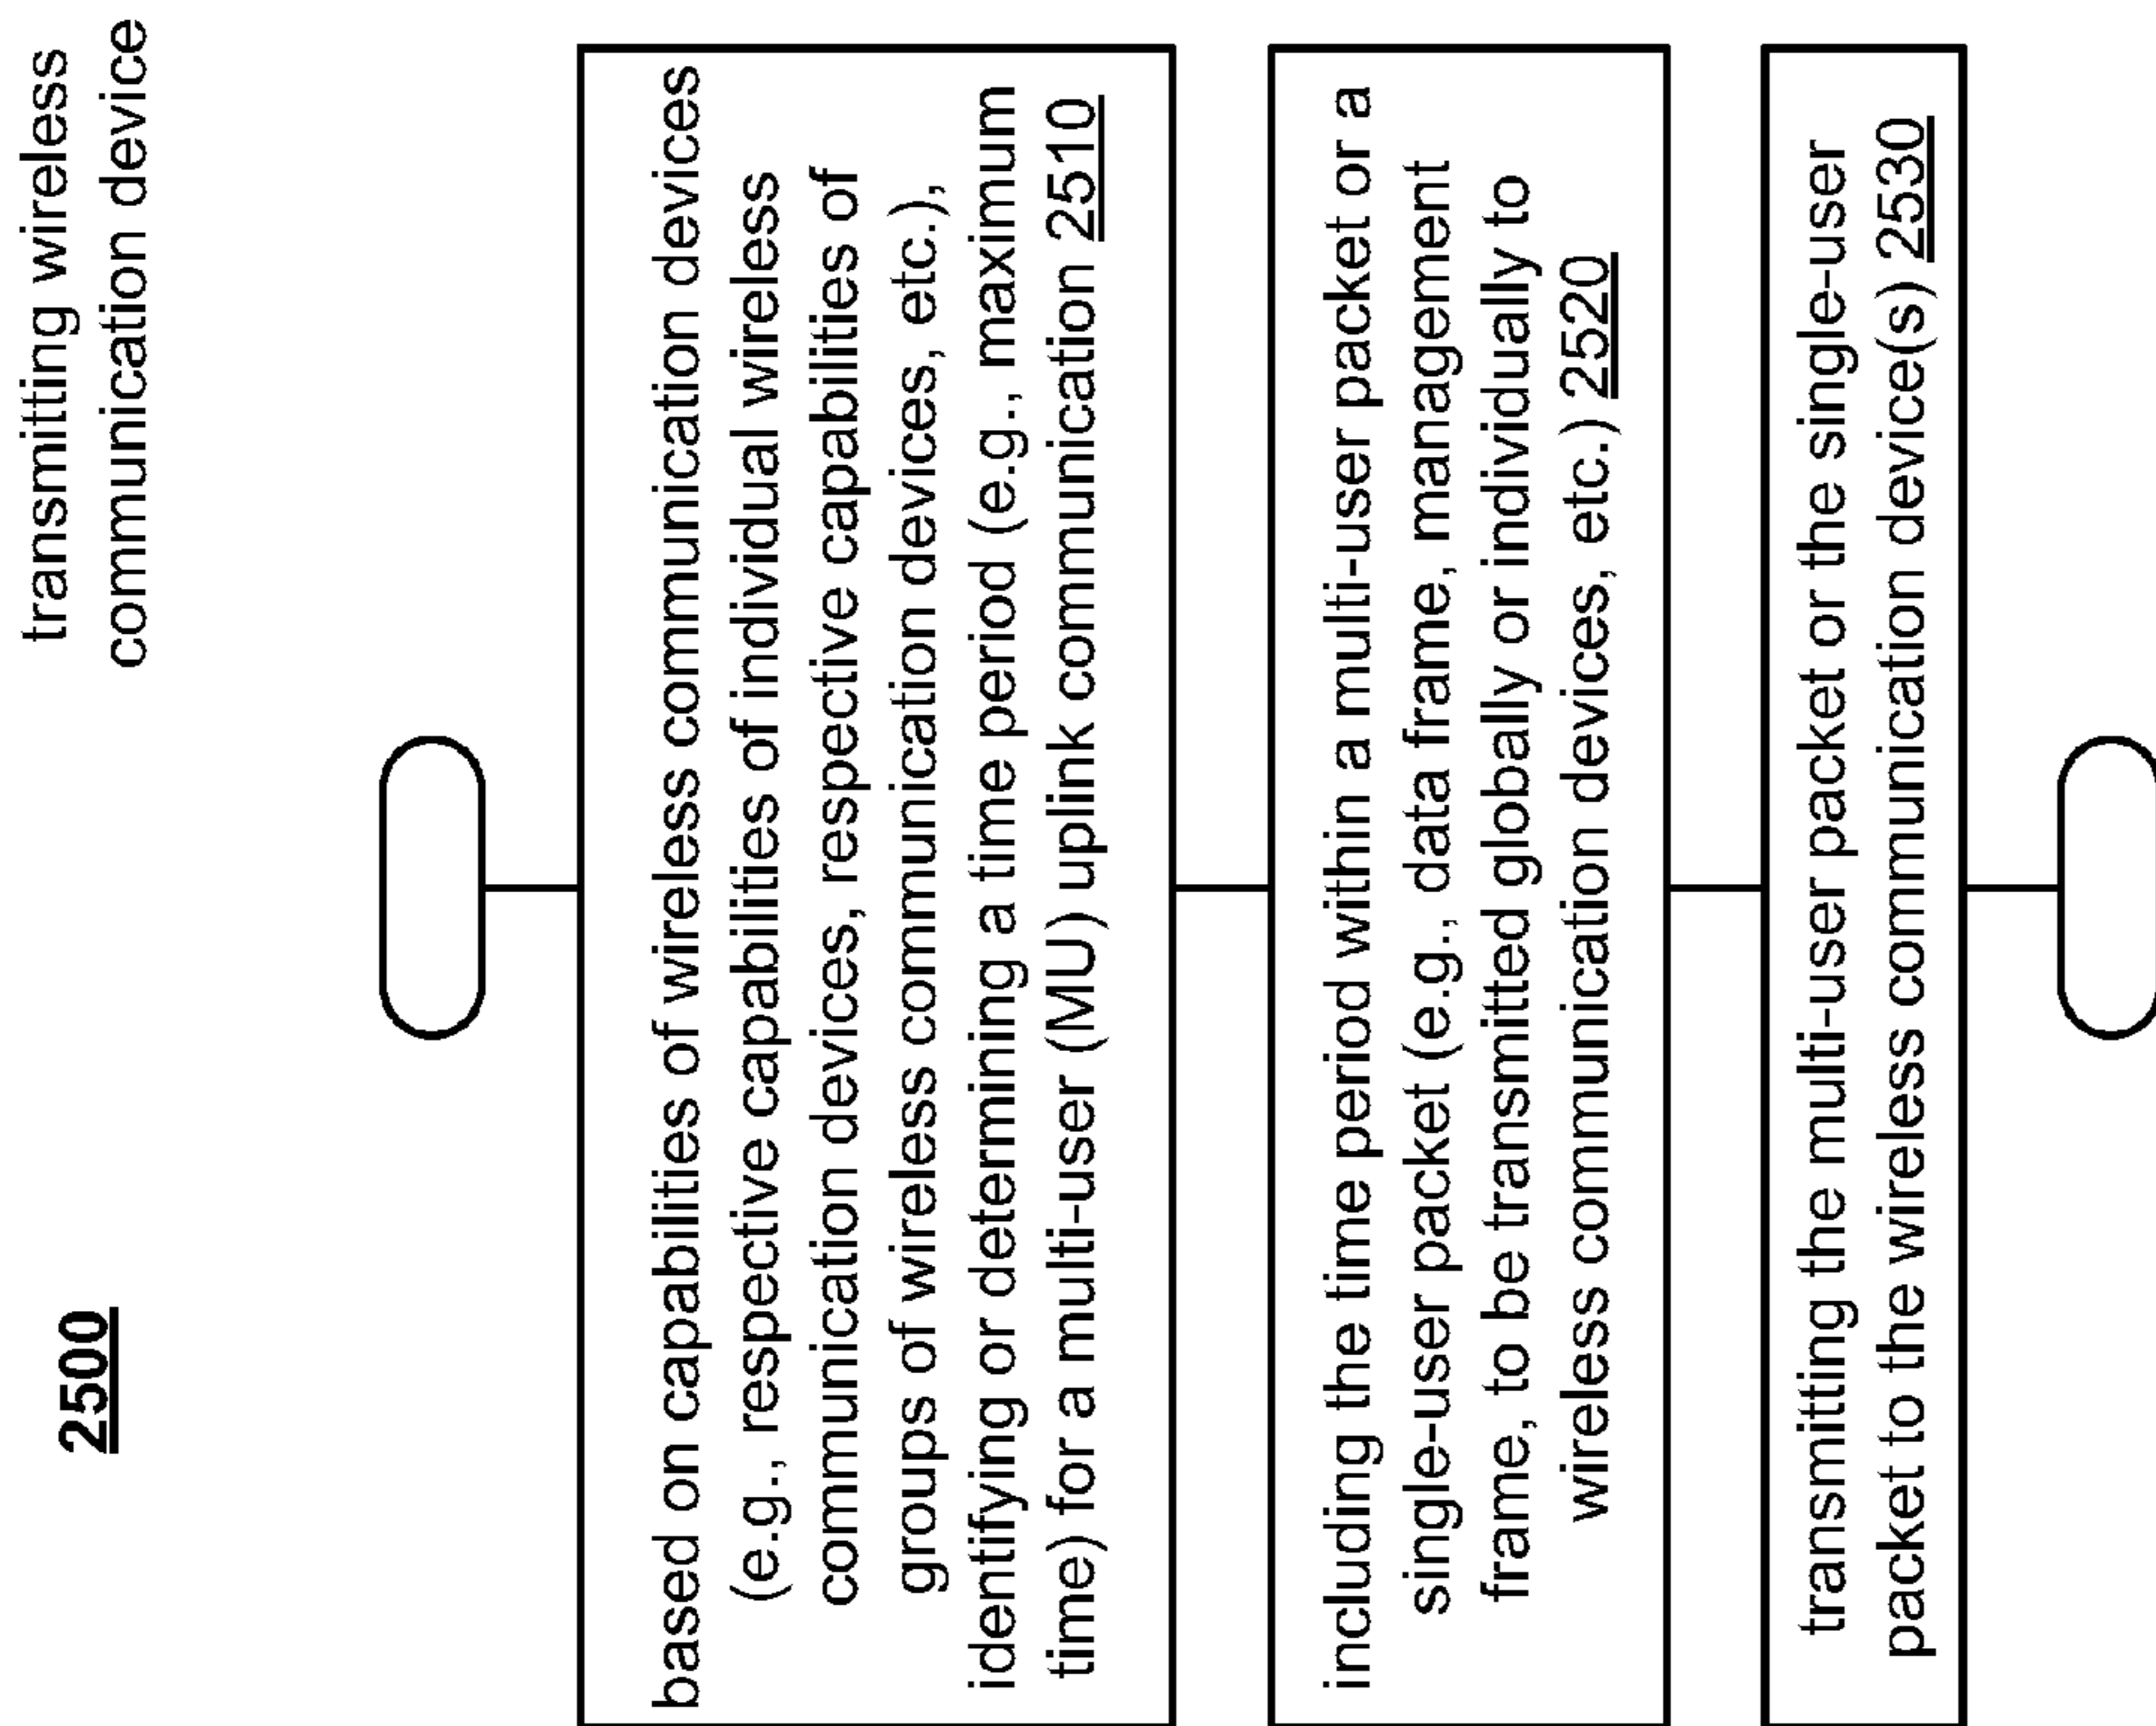 2500
transmitting wireless
communication device
based on capabilities of wireless communication devices
(e.g., respective capabilities of individual wireless
communication devices, respective capabilities of
groups of wireless communication devices, etc.),
identifying or determining a time period (e.g., maximum
time) for a multi-user (MU) uplink communication 2510
including the time period within a multi-user packet or a
single-user packet (e.g., data frame, management
frame, to be transmitted globally or individually to
wireless communication devices, etc.) 2520
transmitting the multi-user packet or the single-user
packet to the wireless communication device(s) 2530